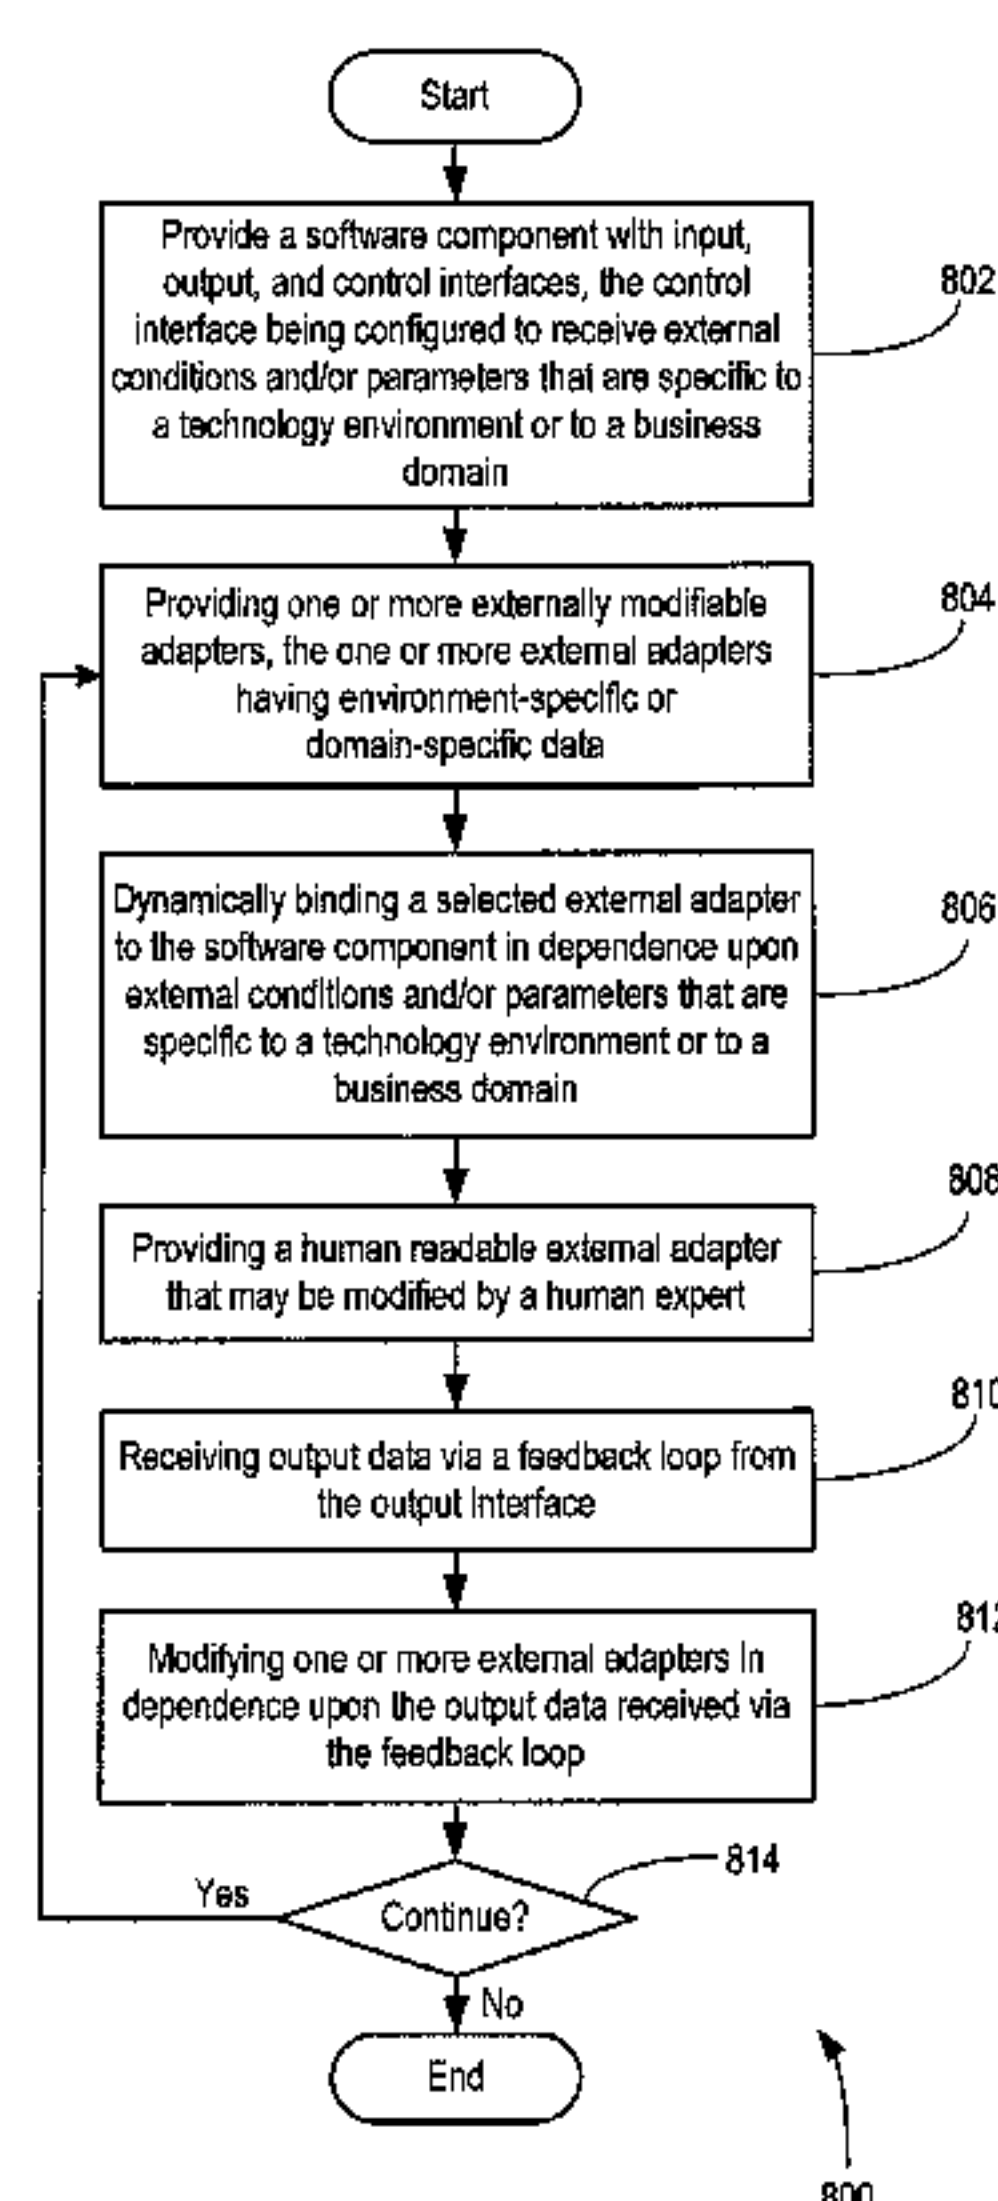 Start
Provide a software component with input,
output, and control interfaces, the control
interface being configured to receive external
conditions and/or parameters that are specific to
a technology environment or to a business
domain
802
Providing one or more externally modifiable
adapters, the one or more external adapters
having environment-specific or
domain-specific data
804
Dynamically binding a selected external adapter
to the software component in dependence upon
external conditions and/or parameters that are
specific to a technology environment or to a
business domain
806
Providing a human readable external adapter
that may be modified by a human expert
808
Receiving output data via a feedback loop from
the output interface
810
Modifying one or more external adapters in
dependence upon the output data received via
the feedback loop
812
814
Yes
Continue?
No
End
800